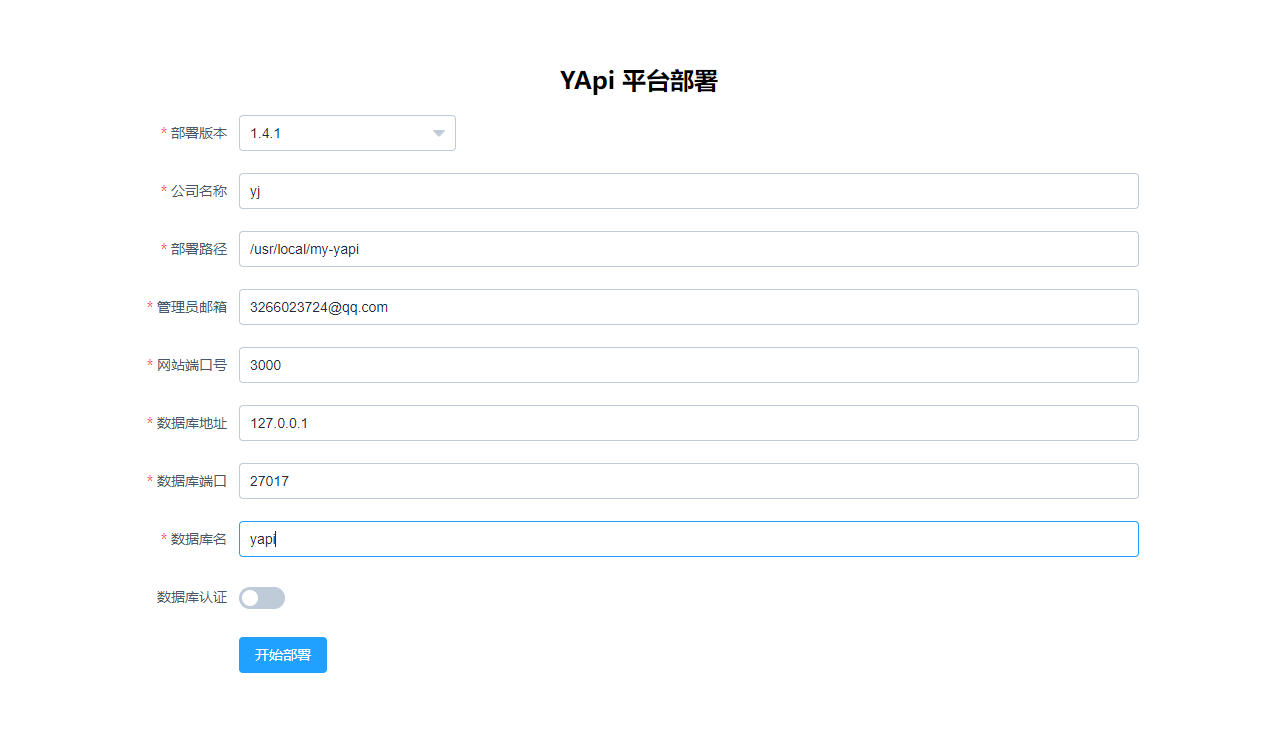 YApi 平台部署
* 部署版本 1.4.1
* 公司名称 yj
* 部署路径 /usr/local/my-yapi
* 管理员邮箱 3266023724@qq.com
* 网站端口号 3000
* 数据库地址 127.0.0.1
* 数据库端口 27017
* 数据库名 yapi
数据库认证
开始部署